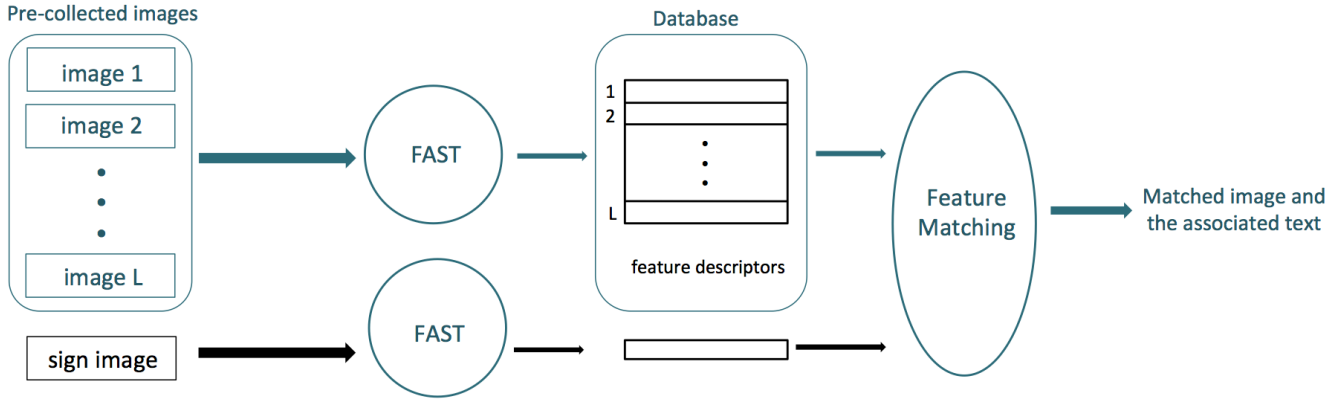 Pre-collected images
image 1
image 2
image L
sign image
FAST
FAST
Database
1
2
L
feature descriptors
Feature
Matching
Matched image and
the associated text